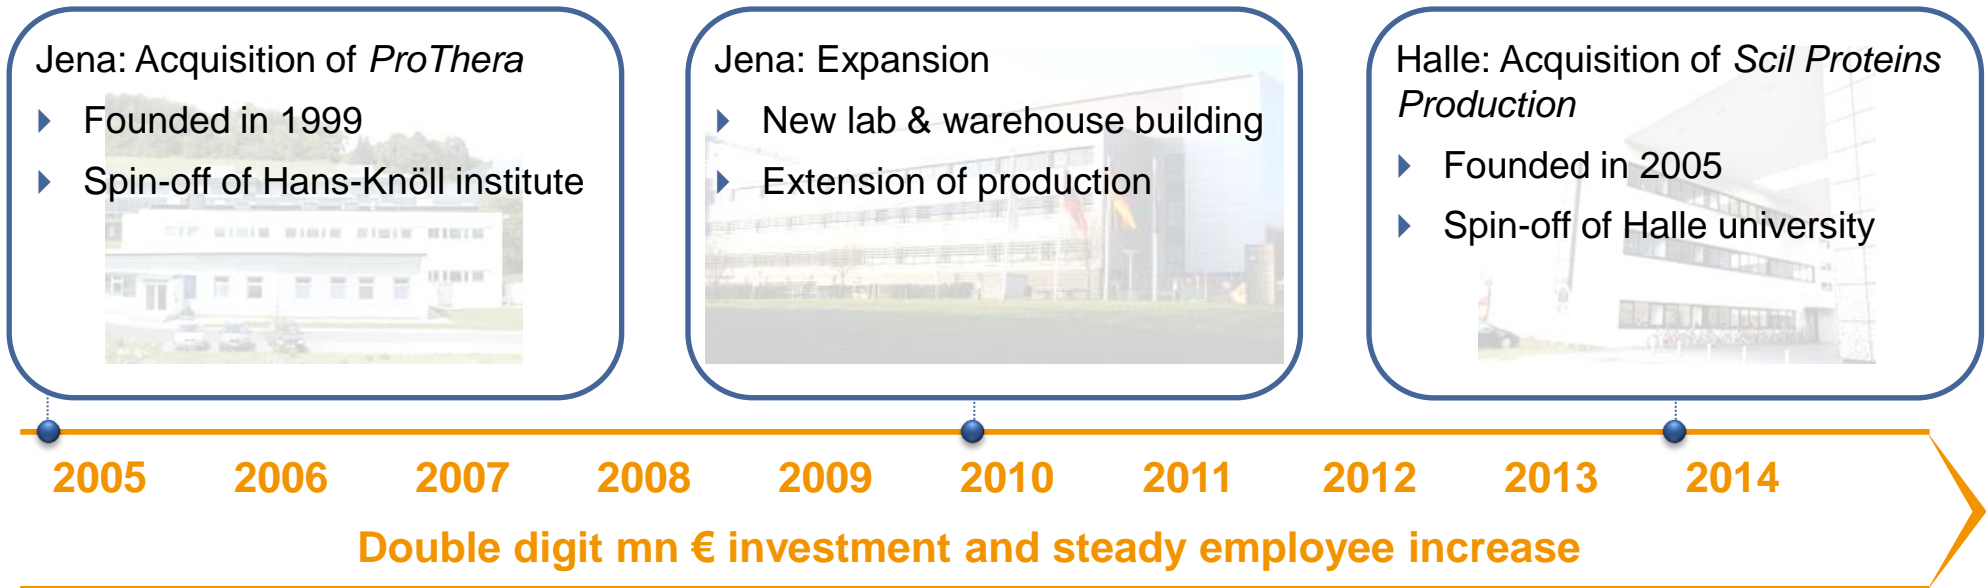 Jena: Acquisition of ProThera
Founded in 1999
Spin-off of Hans-Knöll institute
Jena: Expansion
New lab & warehouse building
Extension of production
Halle: Acquisition of Scil Proteins
Production
Founded in 2005
Spin-off of Halle university
2005 2006 2007 2008 2009 2010 2011 2012 2013 2014
Double digit mn € investment and steady employee increase